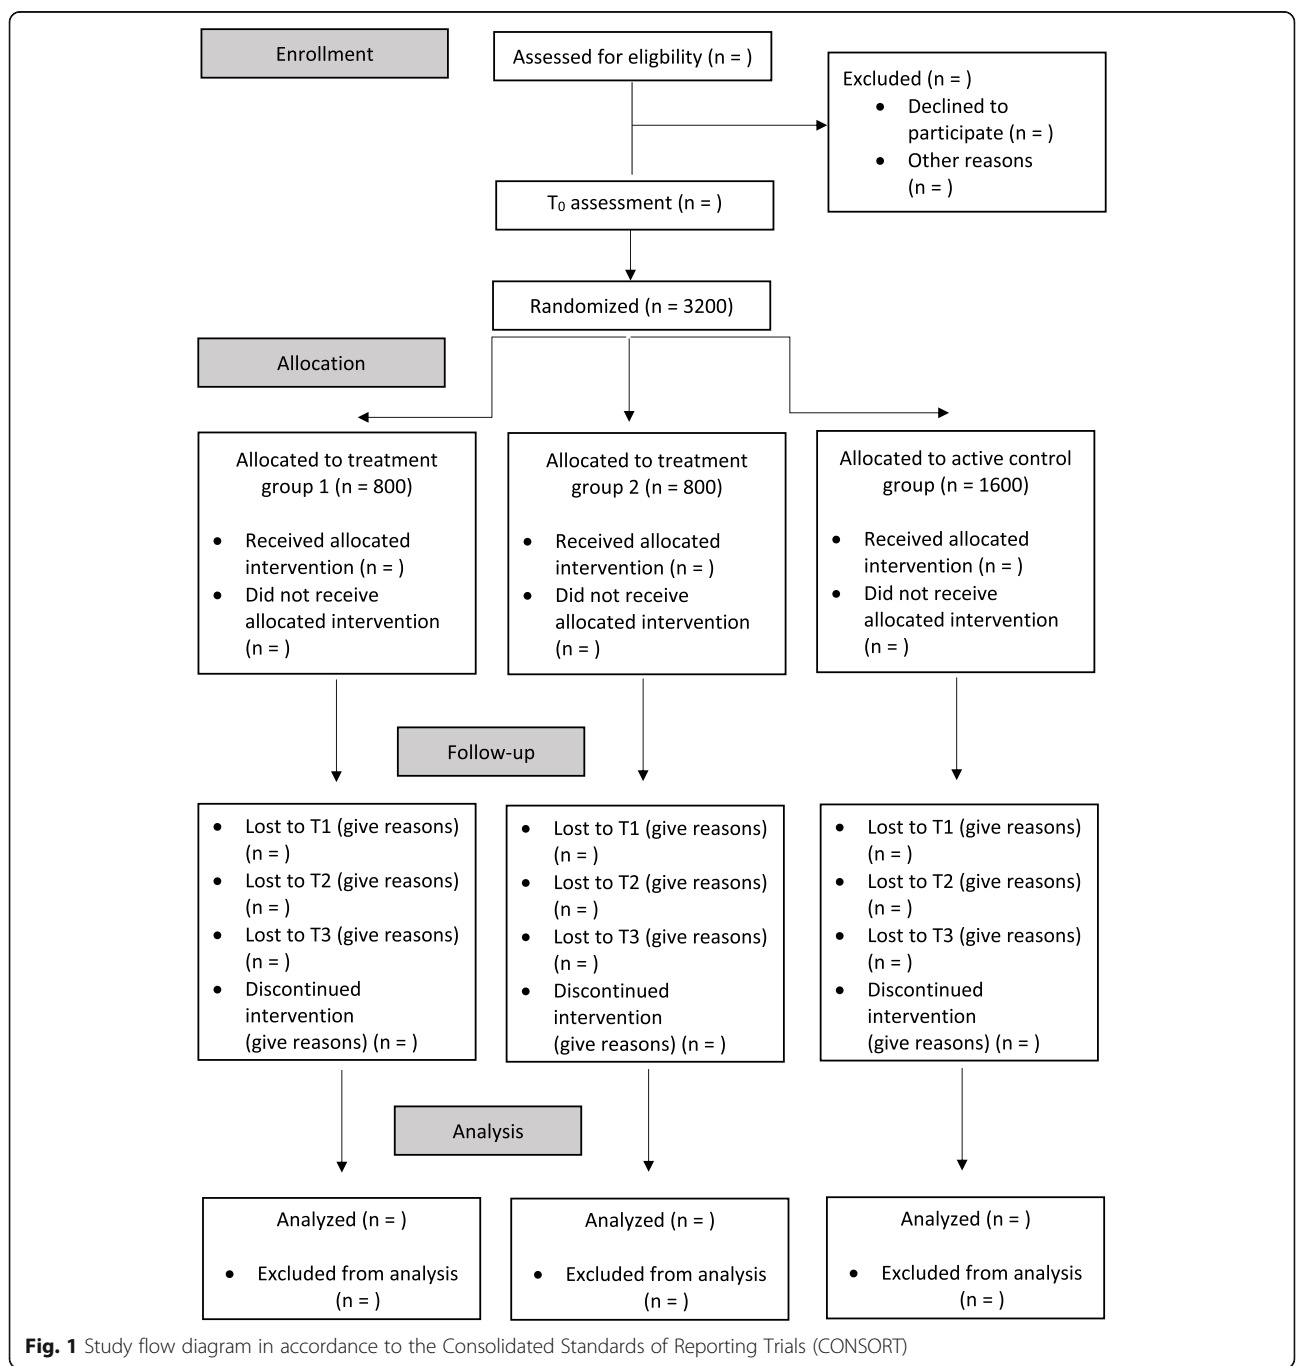 Enrollment
Assessed for eligbility (n = )
Excluded (n = )
• Declined to
participate (n = )
• Other reasons
(n = )
T₀ assessment (n = )
Randomized (n = 3200)
Allocation
Allocated to treatment
group 1 (n = 800)
• Received allocated
intervention (n = )
• Did not receive
allocated intervention
(n = )
Allocated to treatment
group 2 (n = 800)
• Received allocated
intervention (n = )
• Did not receive
allocated intervention
(n = )
Allocated to active control
group (n = 1600)
• Received allocated
intervention (n = )
• Did not receive
allocated intervention
(n = )
Follow-up
• Lost to T1 (give reasons)
(n = )
• Lost to T2 (give reasons)
(n = )
• Lost to T3 (give reasons)
(n = )
• Discontinued
intervention
(give reasons) (n = )
• Lost to T1 (give reasons)
(n = )
• Lost to T2 (give reasons)
(n = )
• Lost to T3 (give reasons)
(n = )
• Discontinued
intervention
(give reasons) (n = )
• Lost to T1 (give reasons)
(n = )
• Lost to T2 (give reasons)
(n = )
• Lost to T3 (give reasons)
(n = )
• Discontinued
intervention
(give reasons) (n = )
Analysis
Analyzed (n = )
• Excluded from analysis
(n = )
Analyzed (n = )
• Excluded from analysis
(n = )
Analyzed (n = )
• Excluded from analysis
(n = )
Fig. 1 Study flow diagram in accordance to the Consolidated Standards of Reporting Trials (CONSORT)